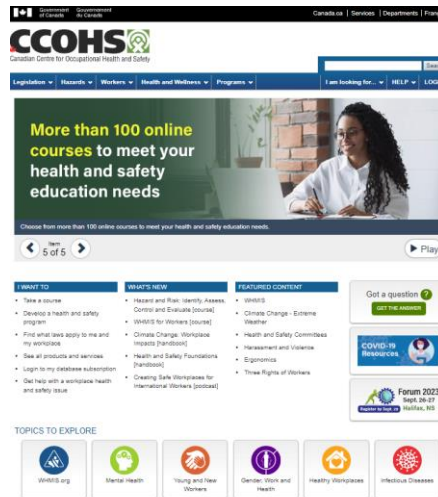 Government of Canada
Gouvernement du Canada
Canada.ca | Services | Departments |
CCOHS
Canadian Centre for Occupational Health and Safety
Legislation
Hazards
Workers
Health and Wellness
Programs
I am looking for...
HELP
More than 100 online
courses to meet your
health and safety
education needs
Choose from more than 100 online courses to meet your health and safety education needs.
Item
5 of 5
Play
I WANT TO
Take a course
Develop a health and safety
program
Find what laws apply to me and
my workplace
See all products and services
Login to my database subscription
Get help with a workplace health
and safety issue
WHAT'S NEW
Hazard and Risk: Identify, Assess,
Control and Evaluate [course]
WHMIS for Workers [course]
Climate Change: Workplace
Impacts [handbook]
Health and Safety Foundations
[handbook]
Creating Safe Workplaces for
International Workers [podcast]
FEATURED CONTENT
WHMIS
Climate Change - Extreme
Weather
Health and Safety Committees
Harassment and Violence
Ergonomics
Three Rights of Workers
Got a question ?
GET THE ANSWER
COVID-19
Resources
Forum 2023
Sept. 26-27
Halifax, NS
TOPICS TO EXPLORE
WHMIS.org
Mental Health
Young and New
Workers
Gender, Work and
Health
Healthy Workplaces
Infectious Diseases